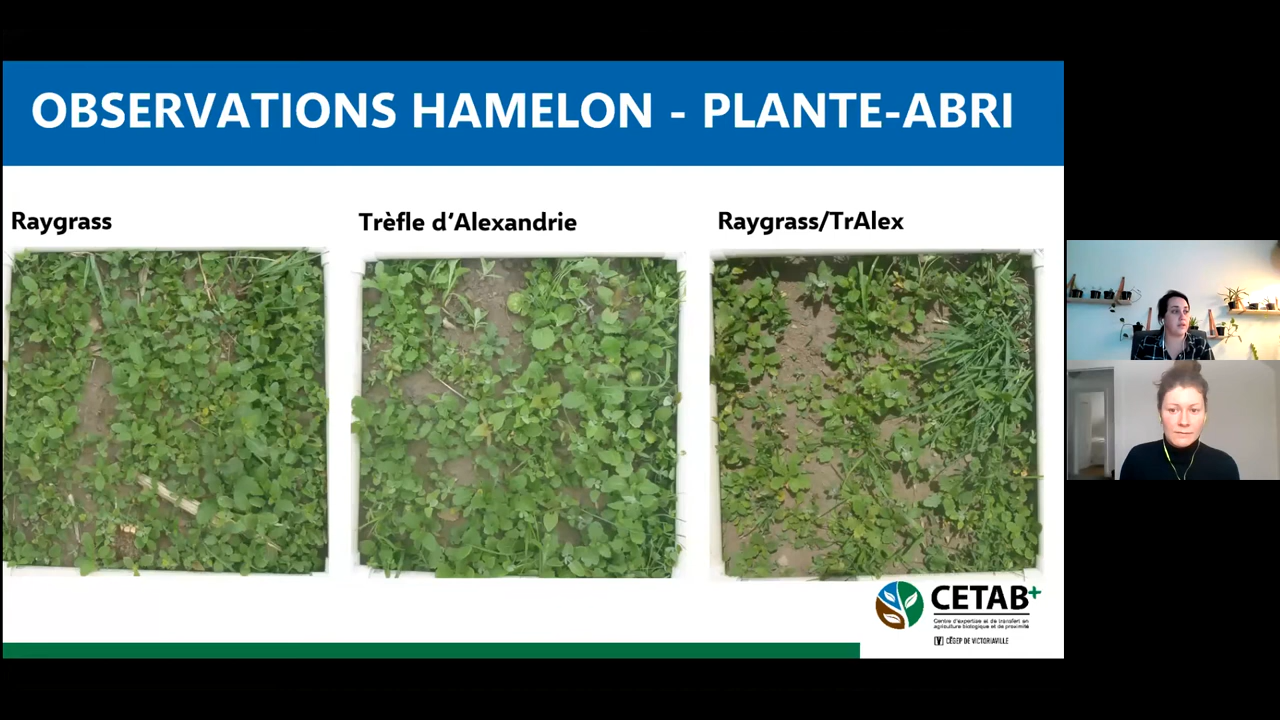 OBSERVATIONS HAMELON - PLANTE-ABRI
Raygrass
Trèfle d'Alexandrie
Raygrass/TrAlex
CETAB+
Centre d'expertise et de transfert en
agriculture biologique et de proximité
CÉGEP DE VICTORIAVILLE